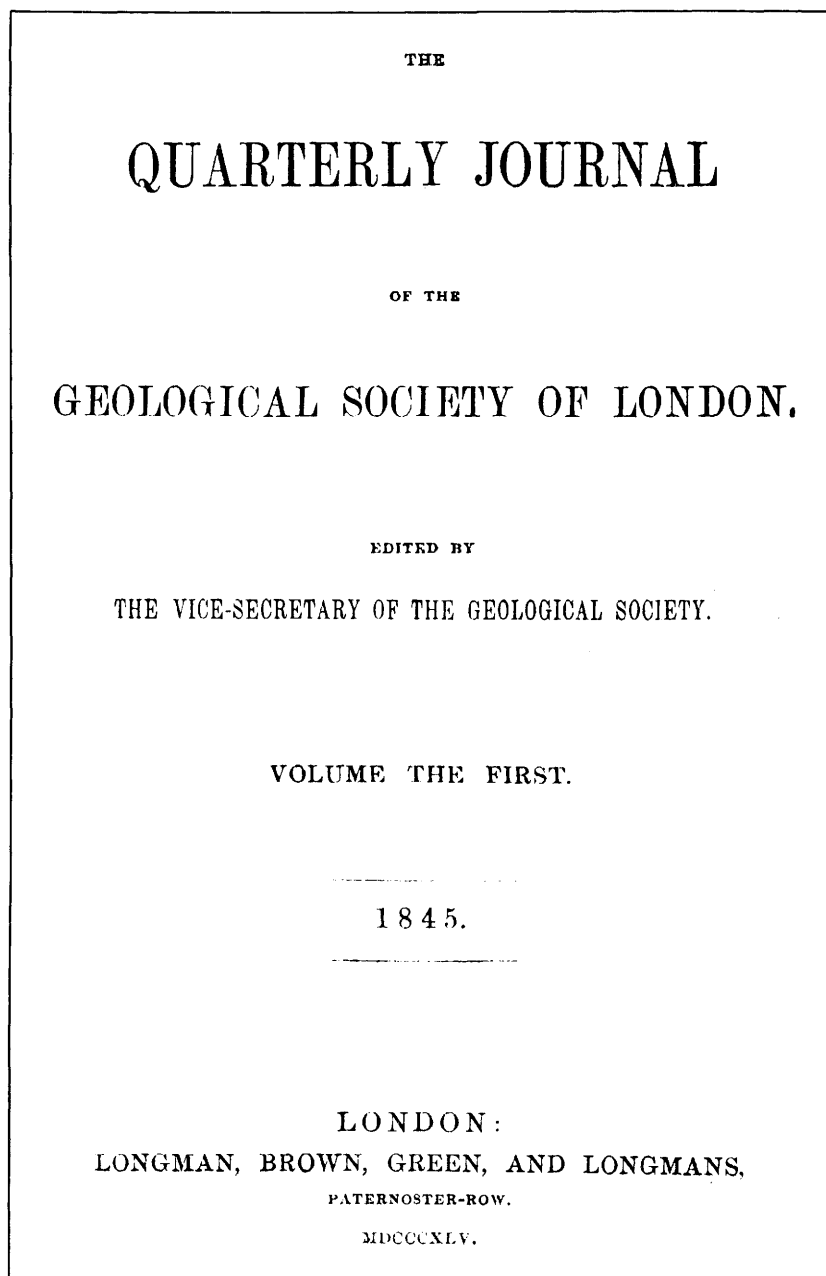 THE
QUARTERLY JOURNAL
OF THE
GEOLOGICAL SOCIETY OF LONDON.
EDITED BY
THE VICE-SECRETARY OF THE GEOLOGICAL SOCIETY.
VOLUME THE FIRST.
1845.
LONDON:
LONGMAN, BROWN, GREEN, AND LONGMANS,
PATERNOSTER-ROW.
MDCCCXLV.